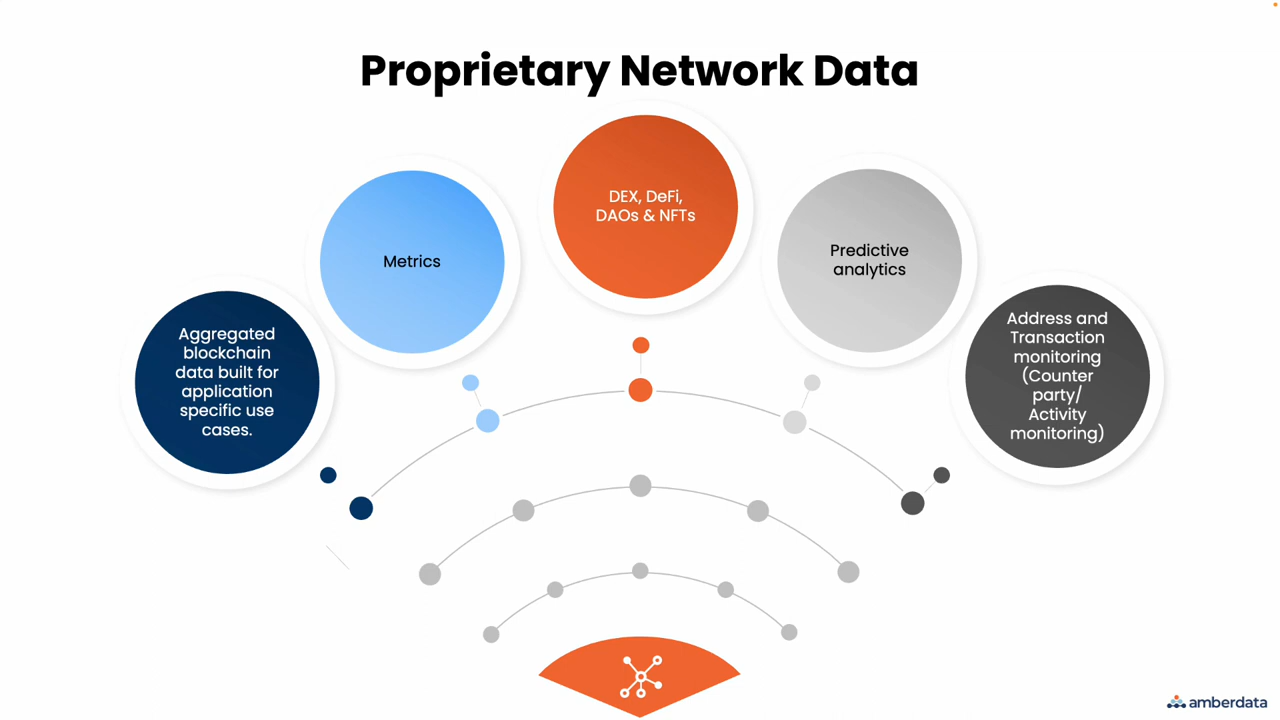 Proprietary Network Data
Aggregated
blockchain
data built for
application
specific use
cases.
Metrics
DEX, DeFi,
DAOs & NFTs
Predictive
analytics
Address and
Transaction
monitoring
(Counter
party/
Activity
monitoring)
amberdata